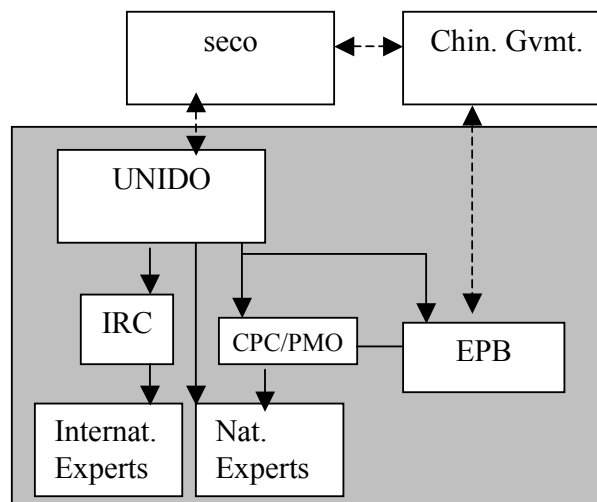 seco
Chin. Gvmt.
UNIDO
IRC
CPC/PMO
EPB
Internat.
Experts
Nat.
Experts